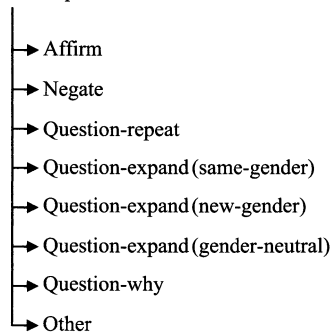 Affirm
Negate
Question-repeat
Question-expand (same-gender)
Question-expand (new-gender)
Question-expand (gender-neutral)
Question-why
Other